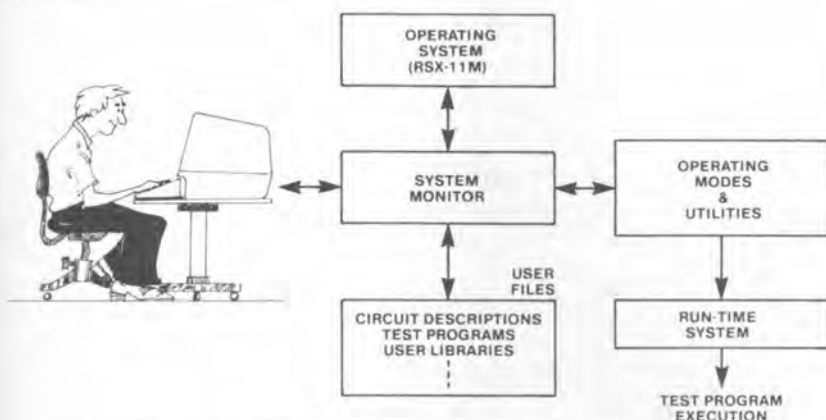 OPERATING
SYSTEM
(RSX-11M)
SYSTEM
MONITOR
OPERATING
MODES
&
UTILITIES
USER
FILES
CIRCUIT DESCRIPTIONS
TEST PROGRAMS
USER LIBRARIES
RUN-TIME
SYSTEM
TEST PROGRAM
EXECUTION